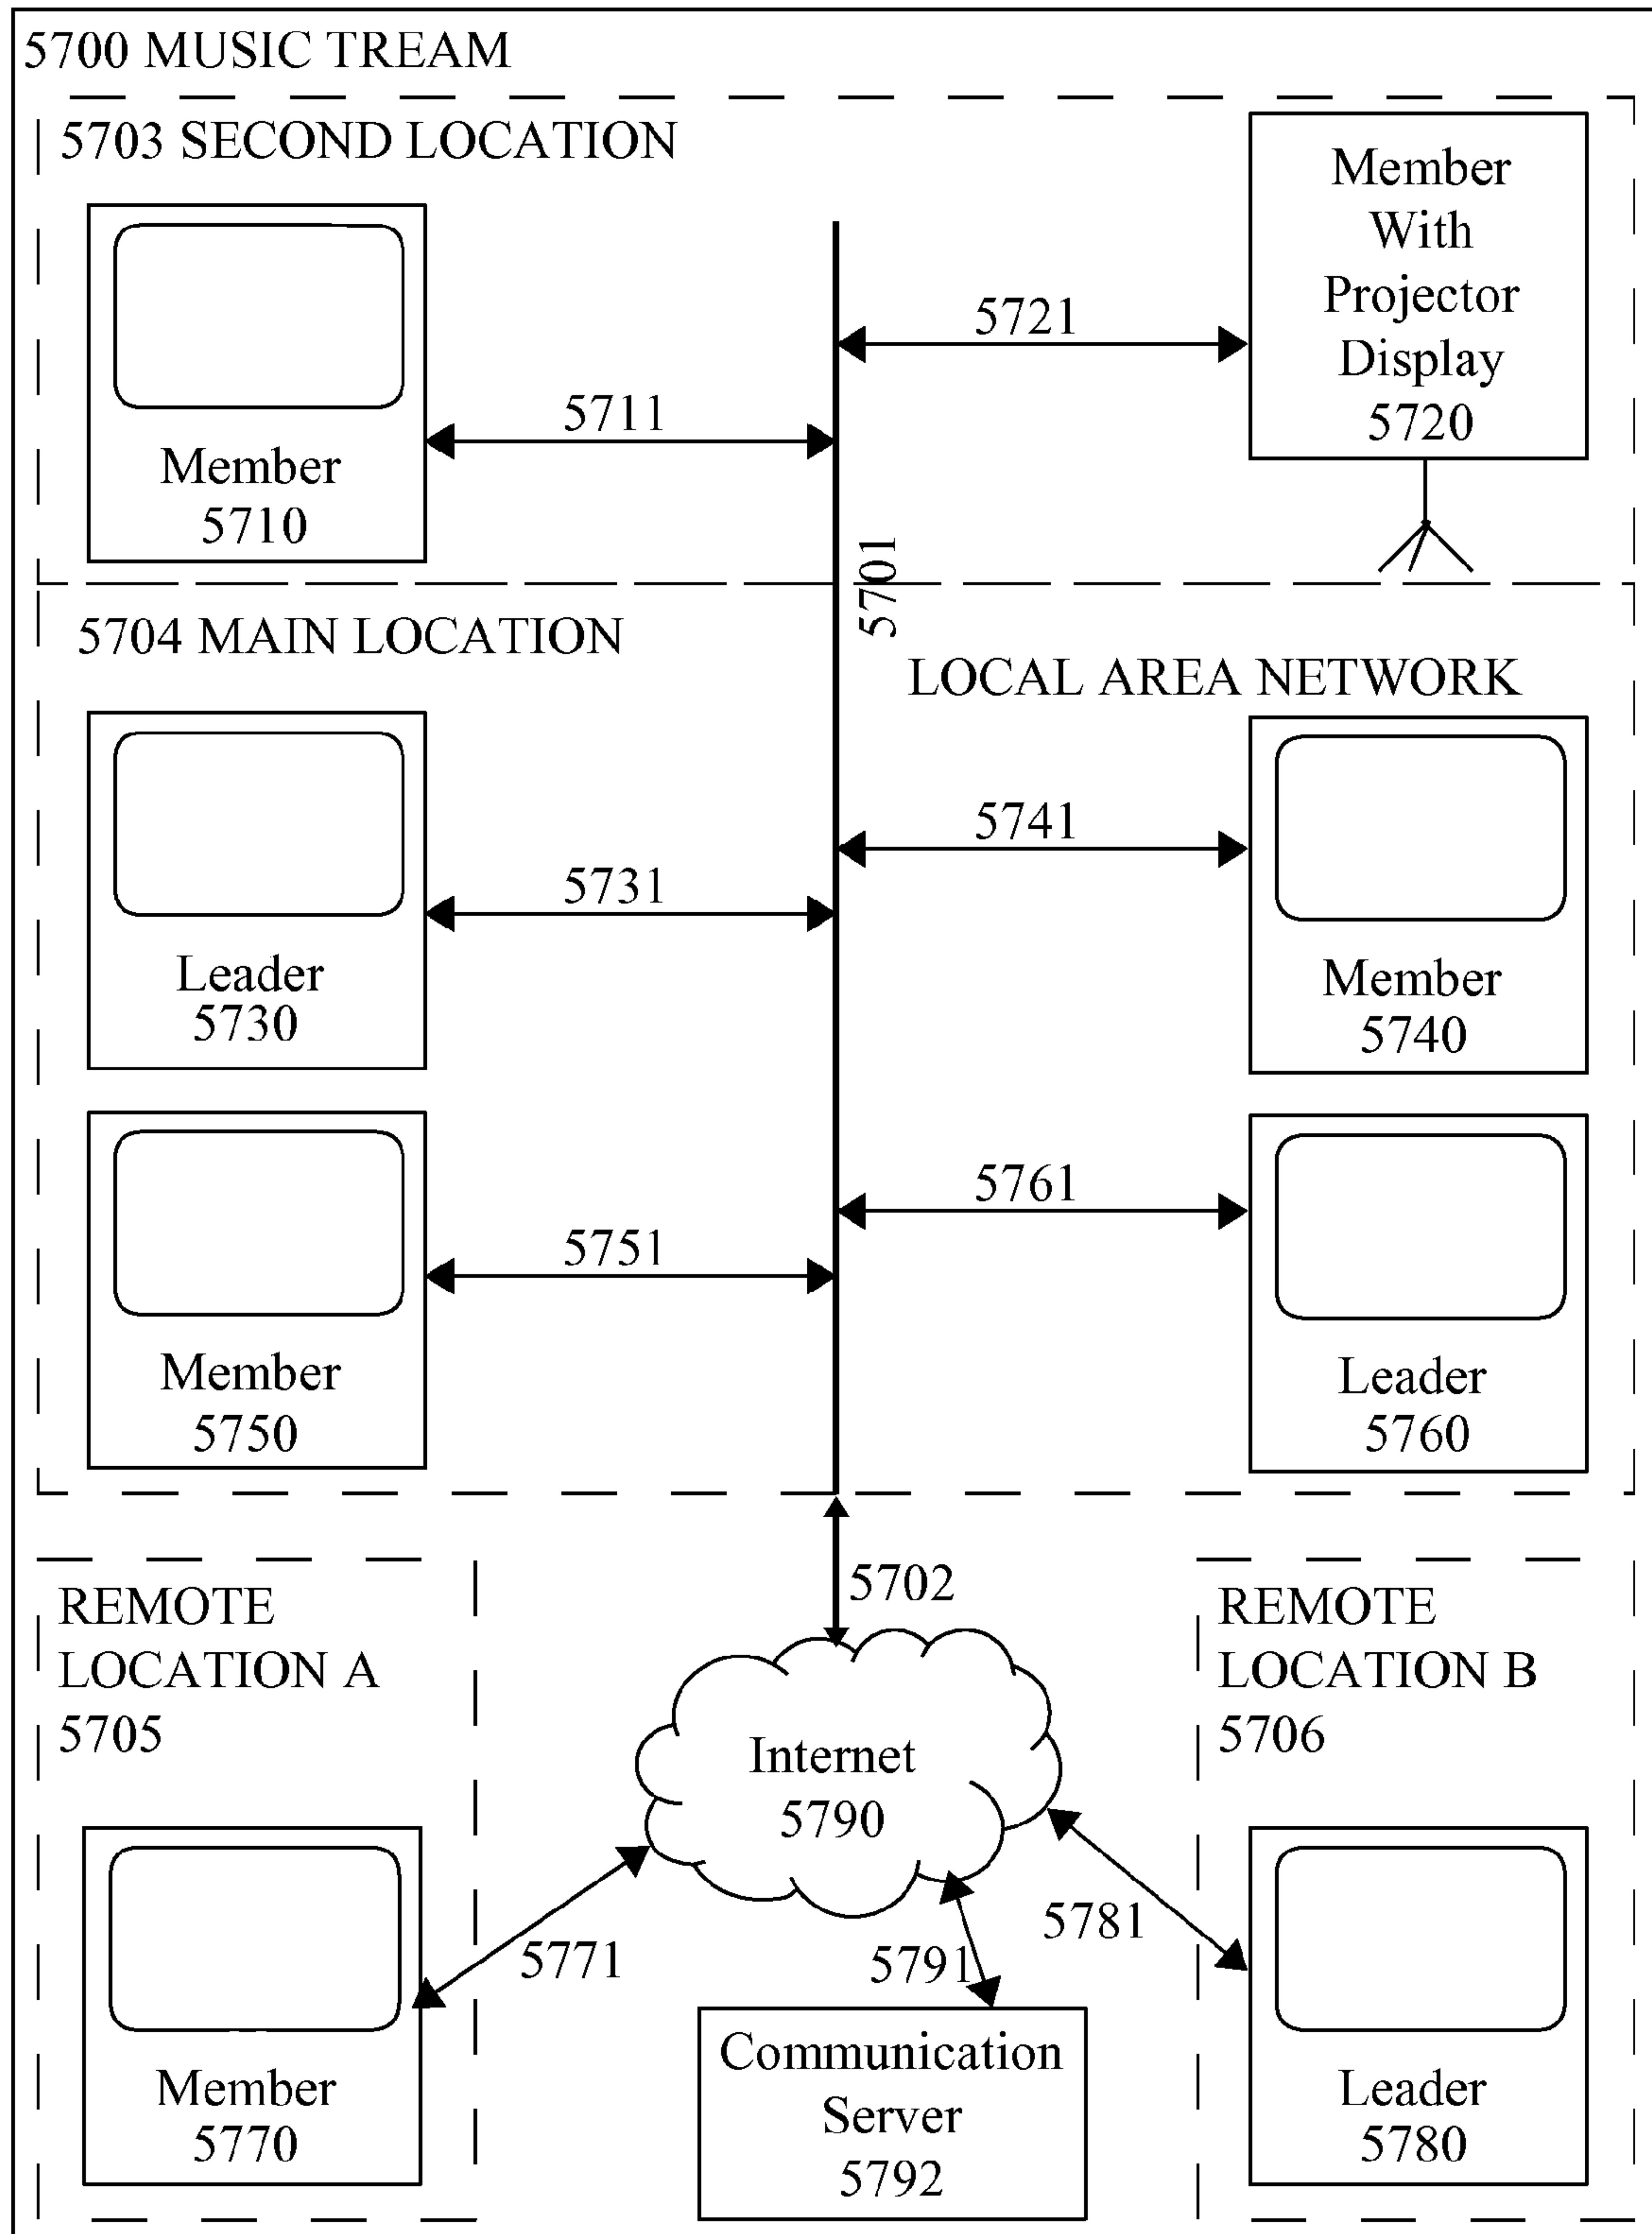 5700 MUSIC TREAM
5703 SECOND LOCATION
Member
With
Projector
Display
5720
5721
5711
Member
5710
5701
5704 MAIN LOCATION
LOCAL AREA NETWORK
5741
5731
Leader
5730
Member
5740
5761
5751
Member
5750
Leader
5760
5702
REMOTE
LOCATION A
5705
REMOTE
LOCATION B
5706
Internet
5790
5771
5791
5781
Member
5770
Communication
Server
5792
Leader
5780